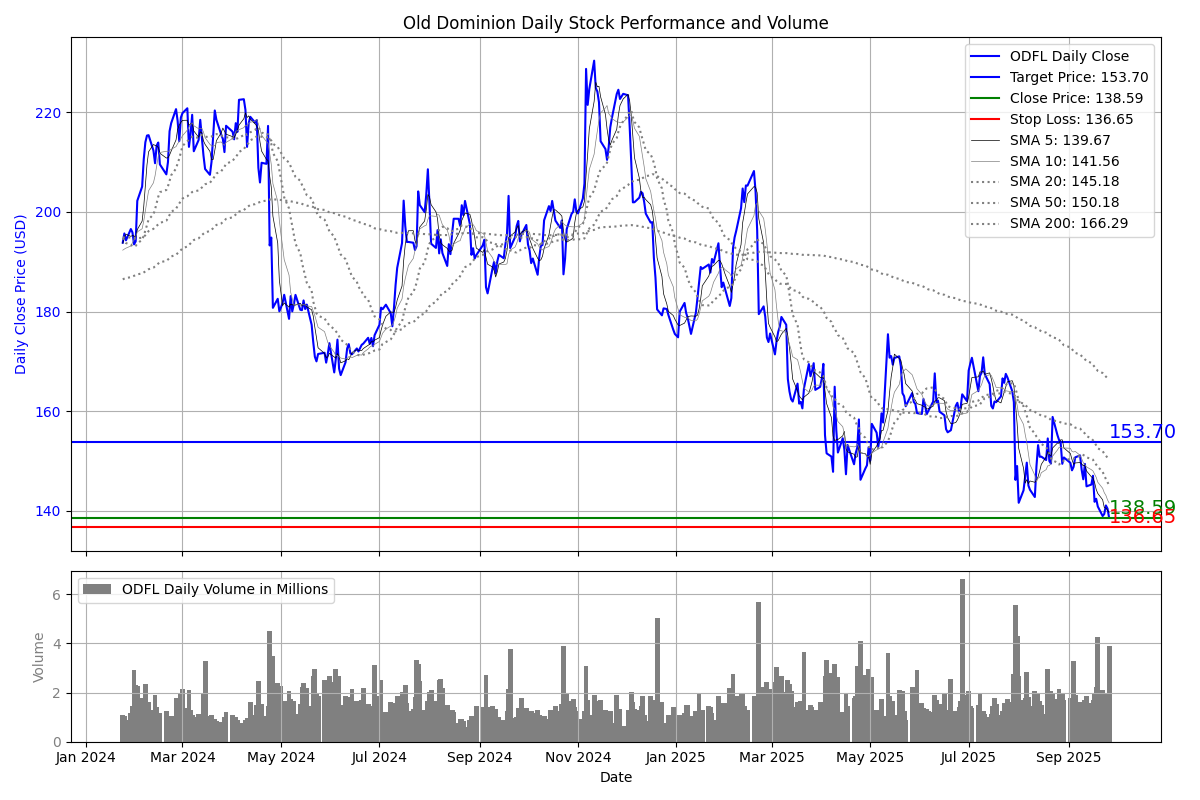 Old Dominion Daily Stock Performance and Volume
Daily Close Price (USD)
220
200
180
160
140
ODFL Daily Close
Target Price: 153.70
Close Price: 138.59
Stop Loss: 136.65
SMA 5: 139.67
SMA 10: 141.56
SMA 20: 145.18
SMA 50: 150.18
SMA 200: 166.29
153.70
138.59
136.65
Volume
6
4
2
0
ODFL Daily Volume in Millions
Jan 2024 Mar 2024 May 2024 Jul 2024 Sep 2024 Nov 2024 Jan 2025 Mar 2025 May 2025 Jul 2025 Sep 2025
Date